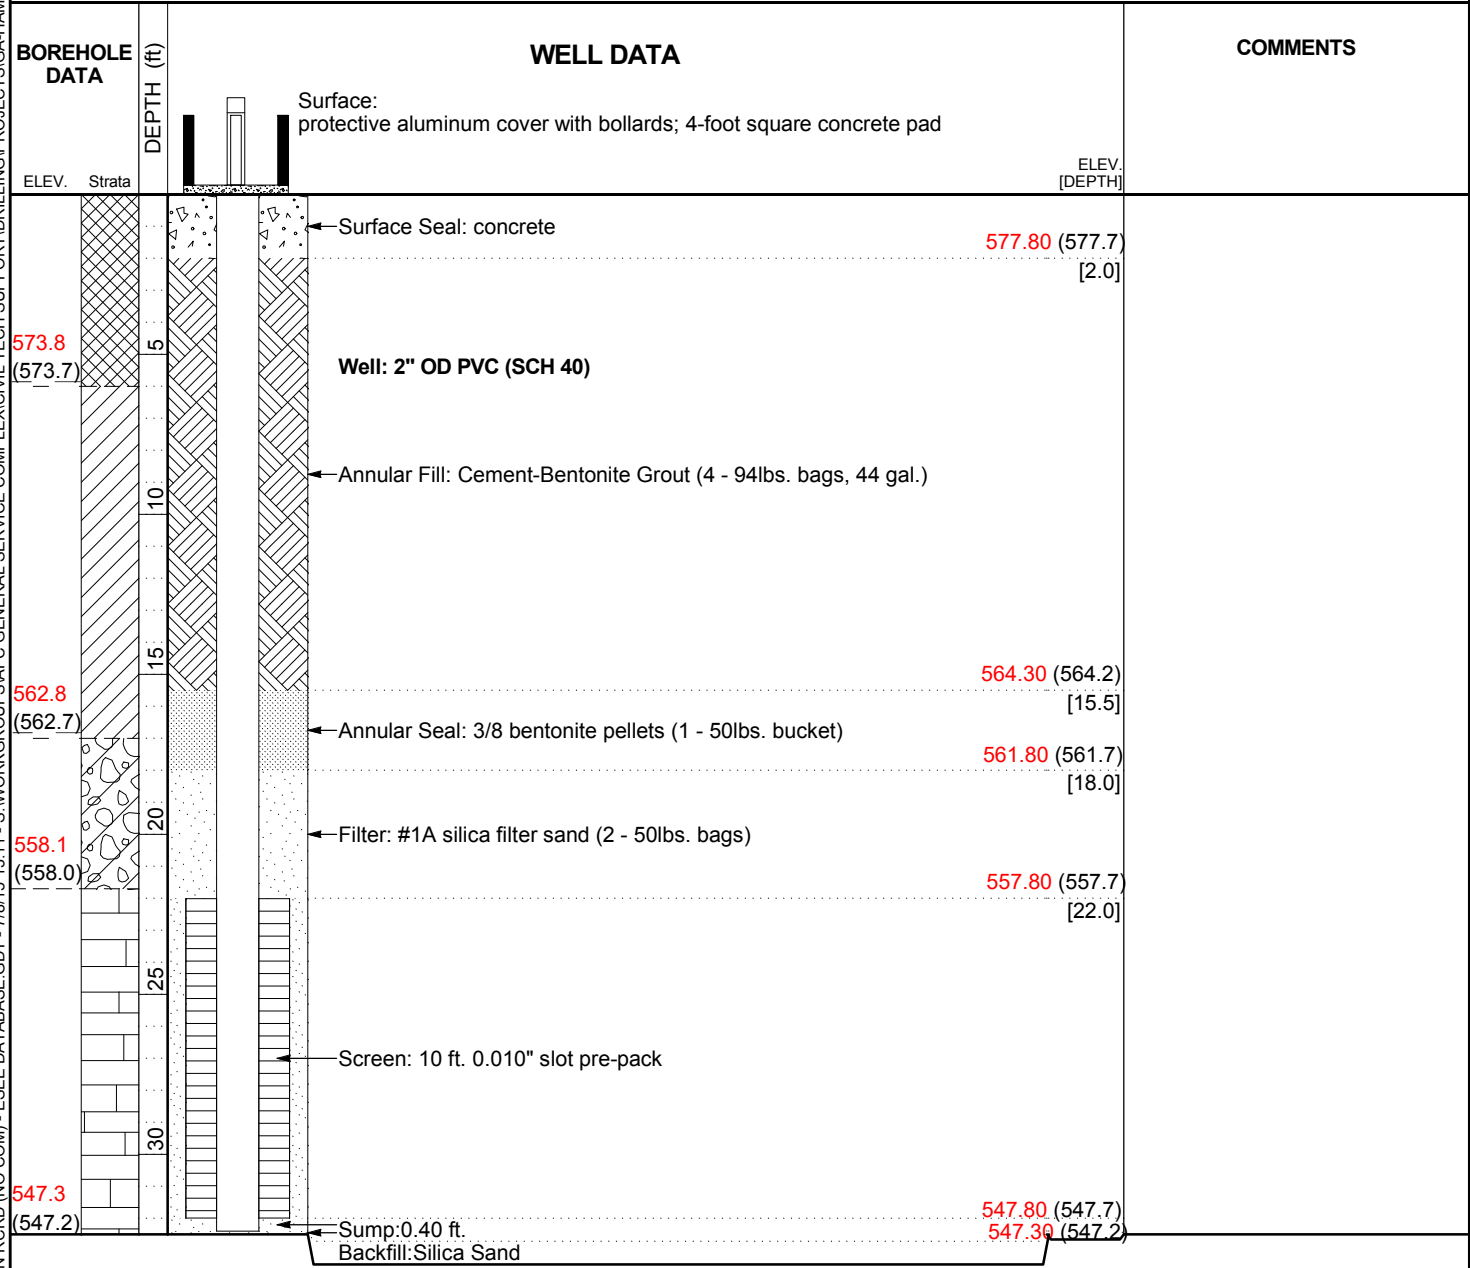 BOREHOLE
DATA
DEPTH (ft)
WELL DATA
COMMENTS
Surface:
protective aluminum cover with bollards; 4-foot square concrete pad
ELEV. Strata
ELEV.
[DEPTH]
Surface Seal: concrete
577.80 (577.7)
[2.0]
573.8
(573.7)
5
Well: 2" OD PVC (SCH 40)
Annular Fill: Cement-Bentonite Grout (4 - 94lbs. bags, 44 gal.)
10
15
564.30 (564.2)
[15.5]
562.8
(562.7)
Annular Seal: 3/8 bentonite pellets (1 - 50lbs. bucket)
561.80 (561.7)
[18.0]
20
Filter: #1A silica filter sand (2 - 50lbs. bags)
558.1
(558.0)
557.80 (557.7)
[22.0]
25
Screen: 10 ft. 0.010" slot pre-pack
30
547.3
(547.2)
547.80 (547.7)
Sump:0.40 ft.
547.30 (547.2)
Backfill:Silica Sand